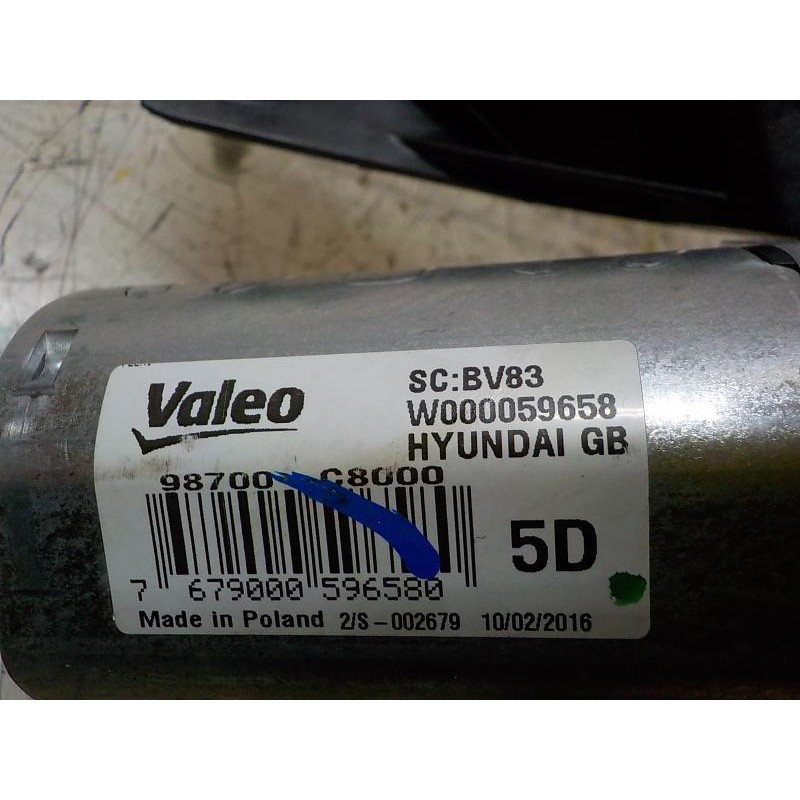 Valeo
SC:BV83
W000059658
HYUNDAI GB
98700 C8000
5D
7 679000 596580
Made in Poland 2/S-002679 10/02/2016